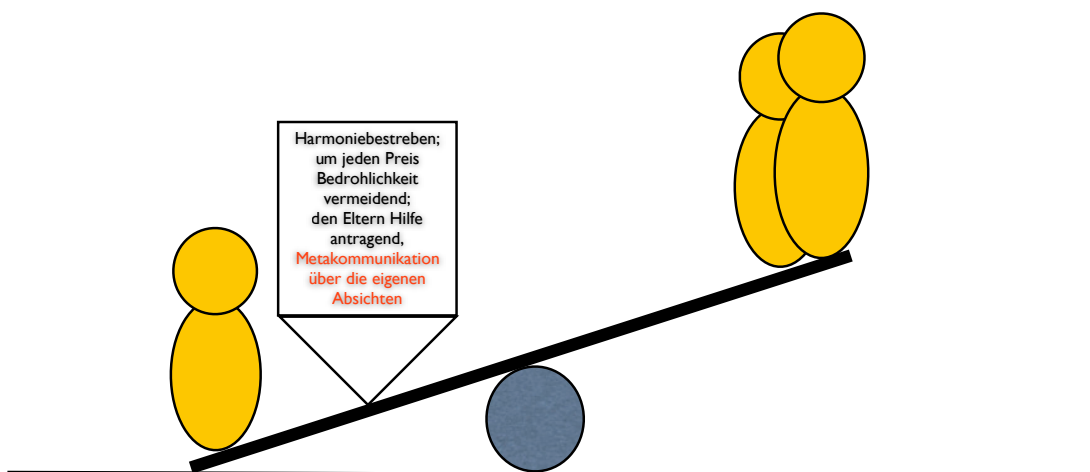 Harmoniebestreben;
um jeden Preis
Bedrohlichkeit
vermeidend;
den Eltern Hilfe
antragend,
Metakommunikation
über die eigenen
Absichten